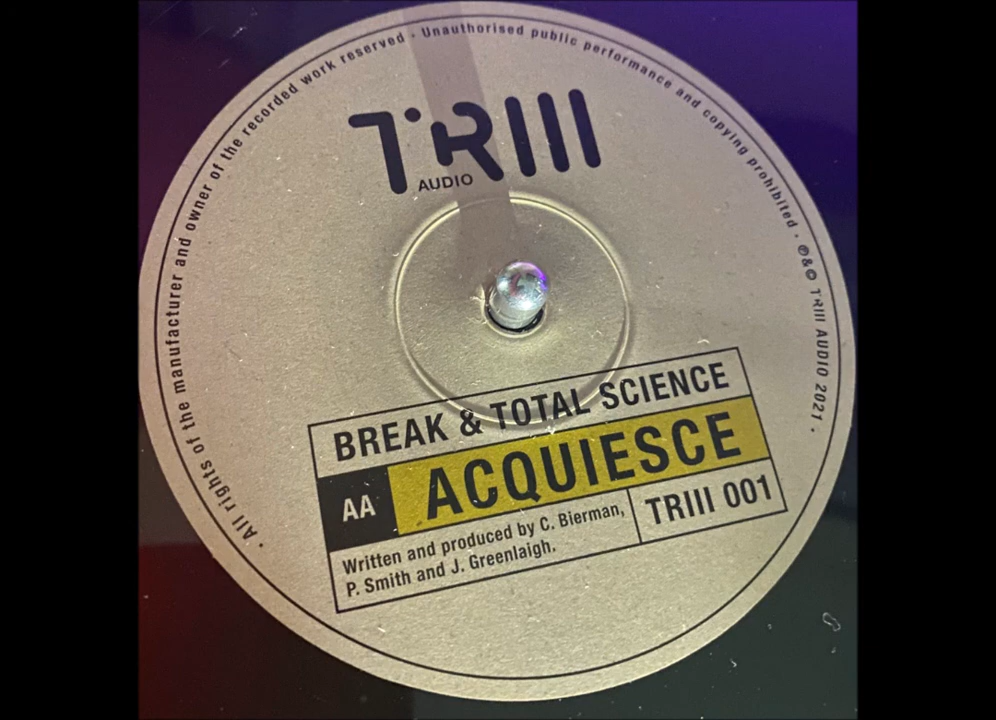 · All rights of the manufacturer and owner of the recorded work reserved · Unauthorised public performance and copying prohibited · ℗&© TRIII AUDIO 2021 ·
TRIII
AUDIO
BREAK & TOTAL SCIENCE
AA ACQUIESCE
Written and produced by C. Bierman,
P. Smith and J. Greenlaigh.
TRIII 001